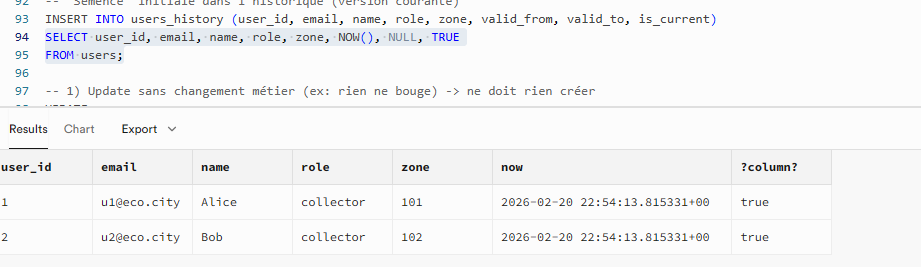 92 -- "Semence" initiale dans l'historique (version courante)
93 INSERT INTO users_history (user_id, email, name, role, zone, valid_from, valid_to, is_current)
94 SELECT user_id, email, name, role, zone, NOW(), NULL, TRUE
95 FROM users;
96
97 -- 1) Update sans changement métier (ex: rien ne bouge) -> ne doit rien créer
Results Chart Export
user_id email name role zone now ?column?
1 u1@eco.city Alice collector 101 2026-02-20 22:54:13.815331+00 true
2 u2@eco.city Bob collector 102 2026-02-20 22:54:13.815331+00 true